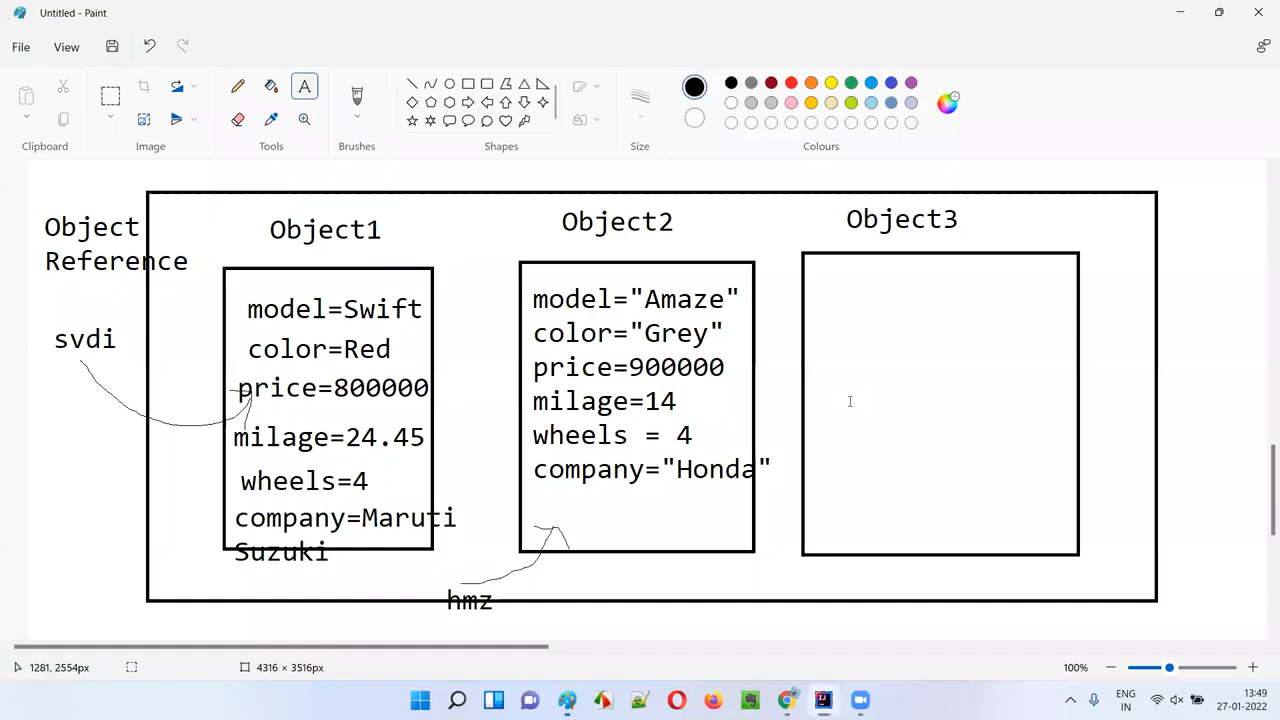 Untitled - Paint
File
View
Clipboard
Image
Tools
Brushes
Shapes
Size
Colours
Object
Reference
svdi
Object1
model=Swift
color=Red
price=800000
milage=24.45
wheels=4
company=Maruti
Suzuki
Object2
model="Amaze"
color="Grey"
price=900000
milage=14
wheels = 4
company="Honda"
hmz
Object3
1281, 2554px
4316 × 3516px
100%
ENG
IN
13:49
27-01-2022